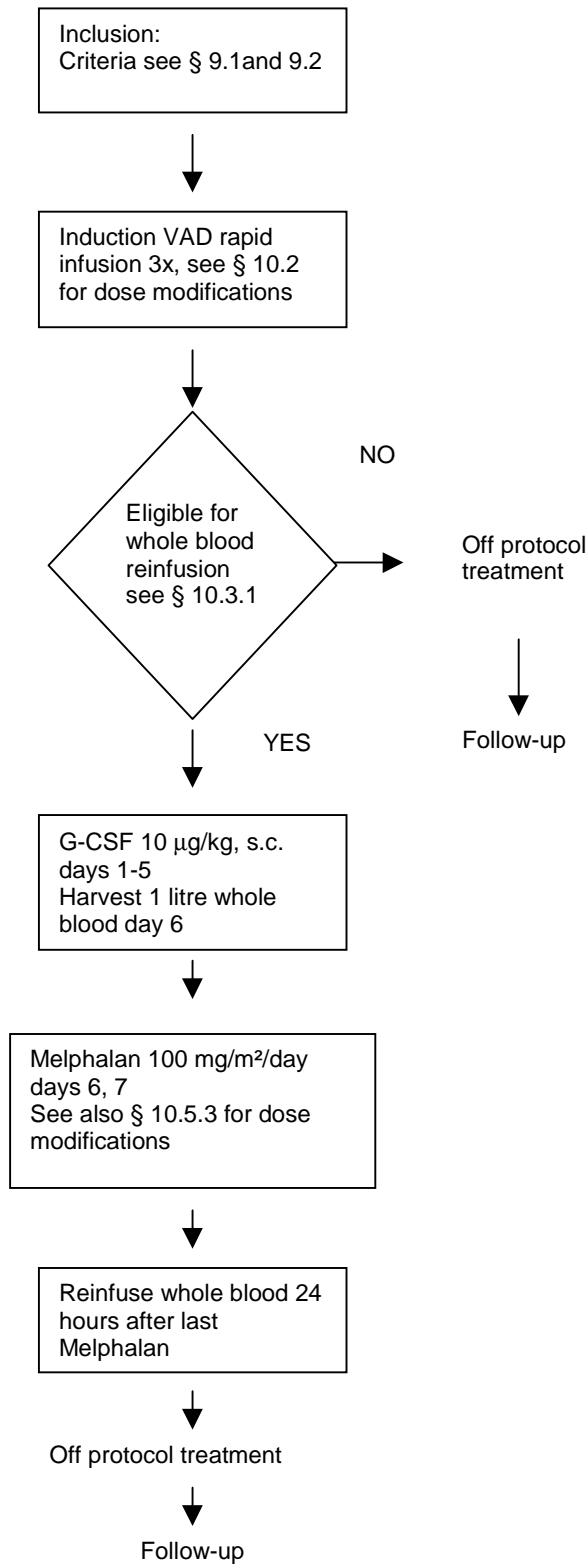 Inclusion:
Criteria see § 9.1and 9.2
Induction VAD rapid
infusion 3x, see § 10.2
for dose modifications
NO
Eligible for
whole blood
reinfusion
see § 10.3.1
Off protocol
treatment
YES
Follow-up
G-CSF 10 µg/kg, s.c.
days 1-5
Harvest 1 litre whole
blood day 6
Melphalan 100 mg/m²/day
days 6, 7
See also § 10.5.3 for dose
modifications
Reinfuse whole blood 24
hours after last
Melphalan
Off protocol treatment
Follow-up